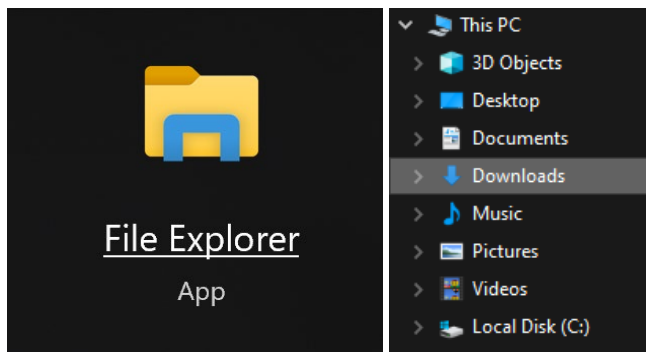 File Explorer
App
This PC
3D Objects
Desktop
Documents
Downloads
Music
Pictures
Videos
Local Disk (C:)